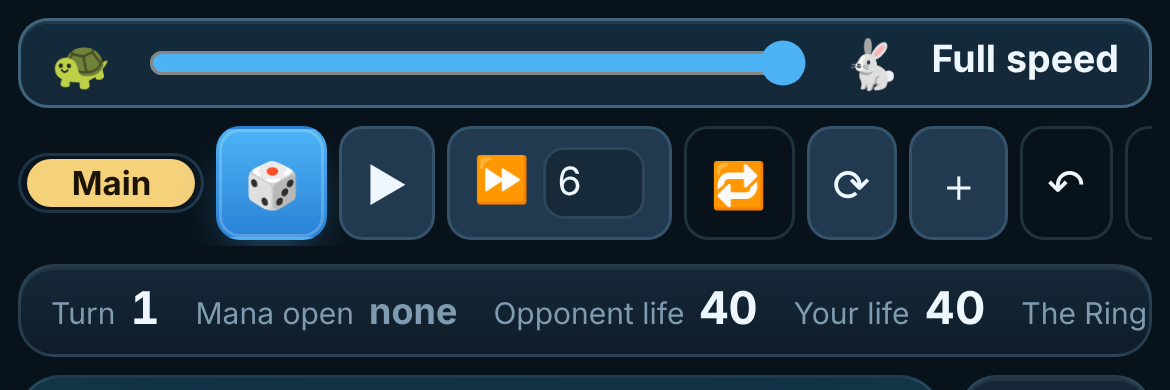 Full speed
Main 6
Turn 1 Mana open none Opponent life 40 Your life 40 The Ring